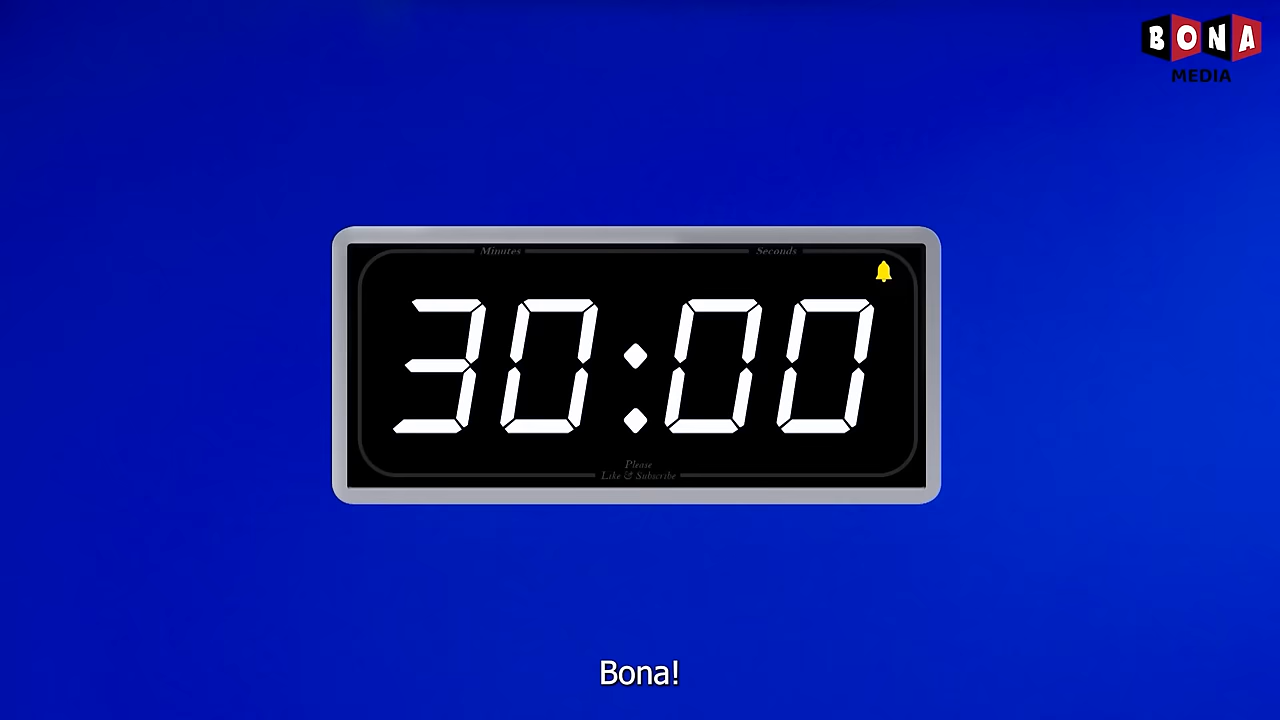 BONA
MEDIA
Minutes Seconds
30:00
Please
Like & Subscribe
Bona!